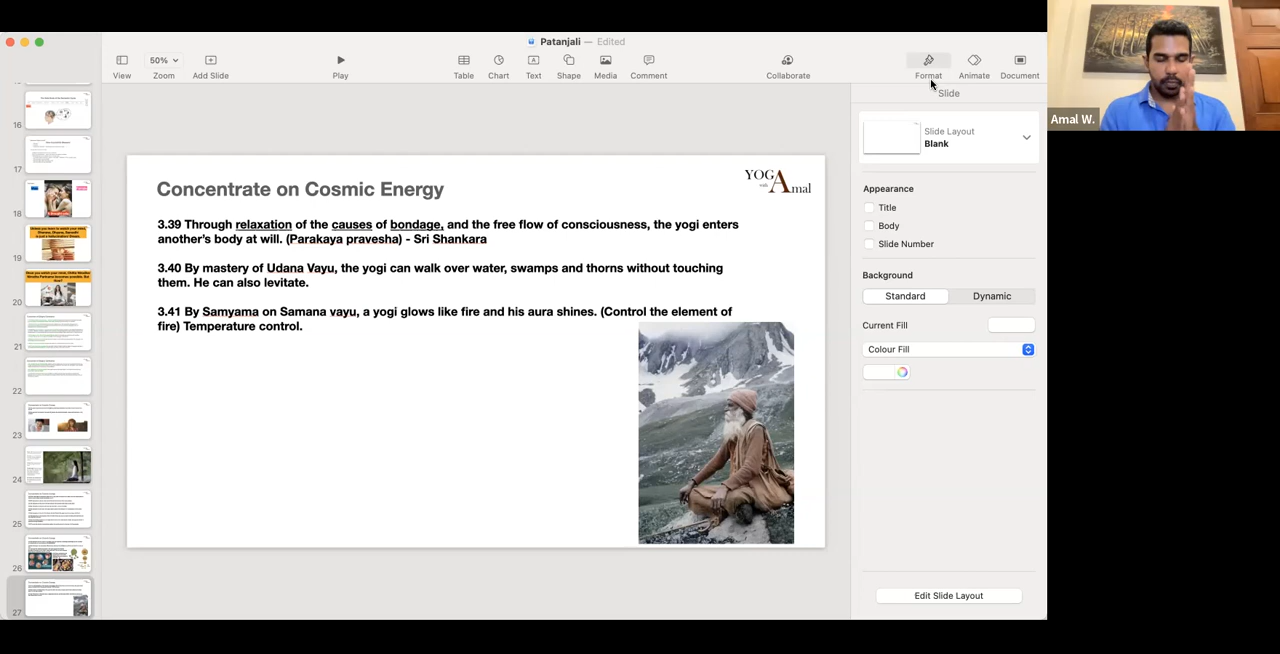 Patanjali — Edited
50%
View
Zoom
Add Slide
Play
Table
Chart
Text
Shape
Media
Comment
Collaborate
Format
Animate
Document
Slide
Slide Layout
Blank
Appearance
Title
Body
Slide Number
Background
Standard
Dynamic
Current Fill
Colour Fill
Edit Slide Layout
16
17
18
19
20
21
22
23
24
25
26
27
Concentrate on Cosmic Energy
YOG
with Amal
3.39 Through relaxation of the causes of bondage, and the free flow of consciousness, the yogi enters
another's body at will. (Parakaya pravesha) - Sri Shankara
3.40 By mastery of Udana Vayu, the yogi can walk over water, swamps and thorns without touching
them. He can also levitate.
3.41 By Samyama on Samana vayu, a yogi glows like fire and his aura shines. (Control the element of
fire) Temperature control.
Amal W.